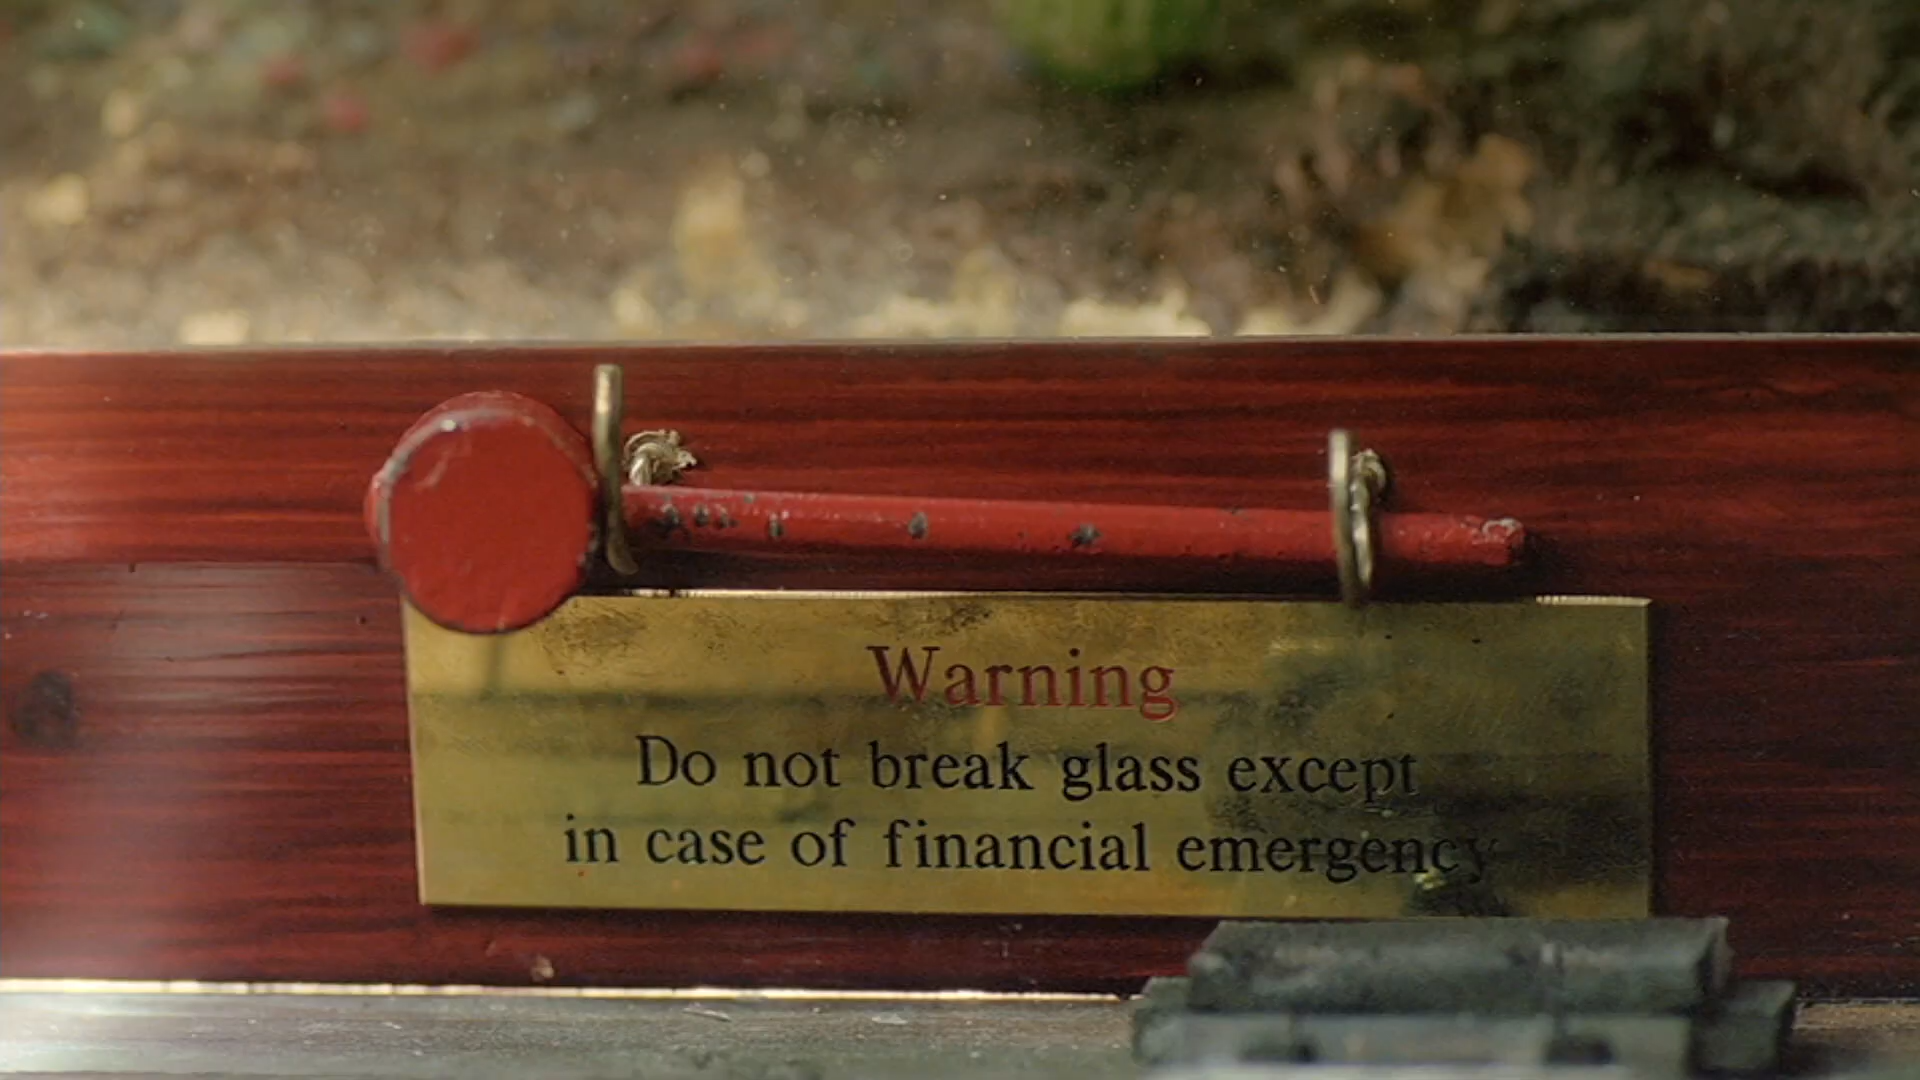 Warning
Do not break glass except
in case of financial emergency